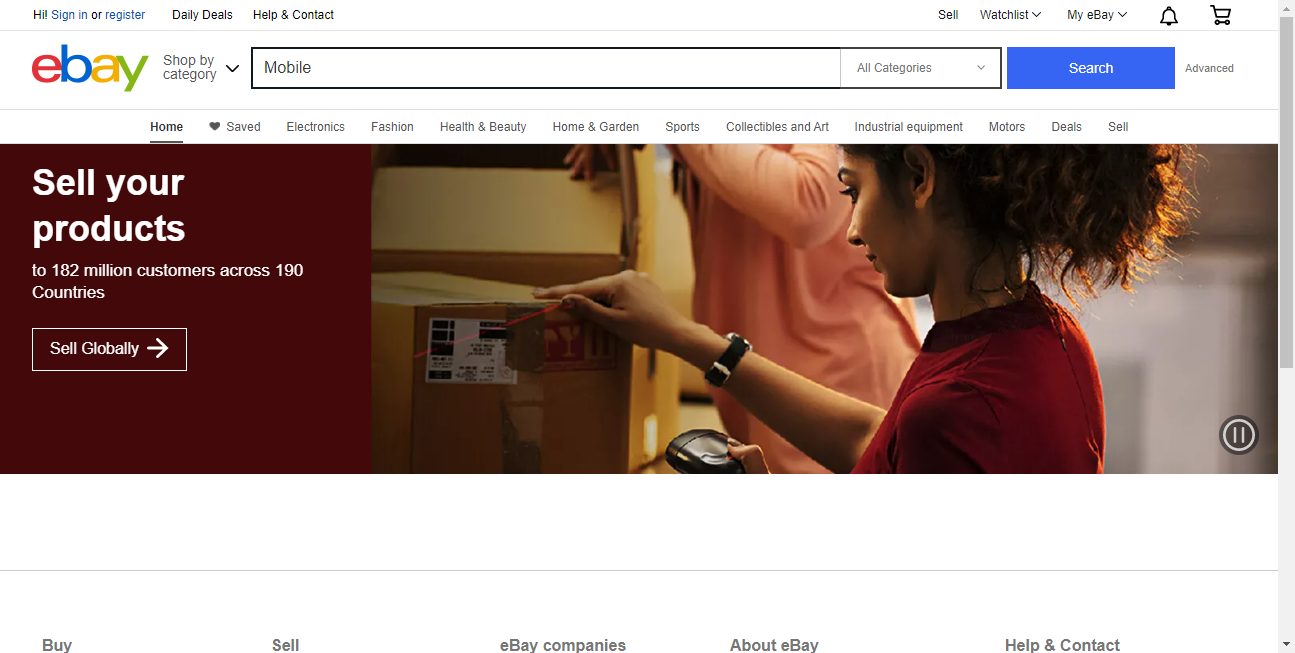 Hi! Sign in or register Daily Deals Help & Contact Sell Watchlist My eBay
ebay Shop by category Mobile All Categories Search Advanced
Home Saved Electronics Fashion Health & Beauty Home & Garden Sports Collectibles and Art Industrial equipment Motors Deals Sell
Sell your
products
to 182 million customers across 190
Countries
Sell Globally
Buy Sell eBay companies About eBay Help & Contact